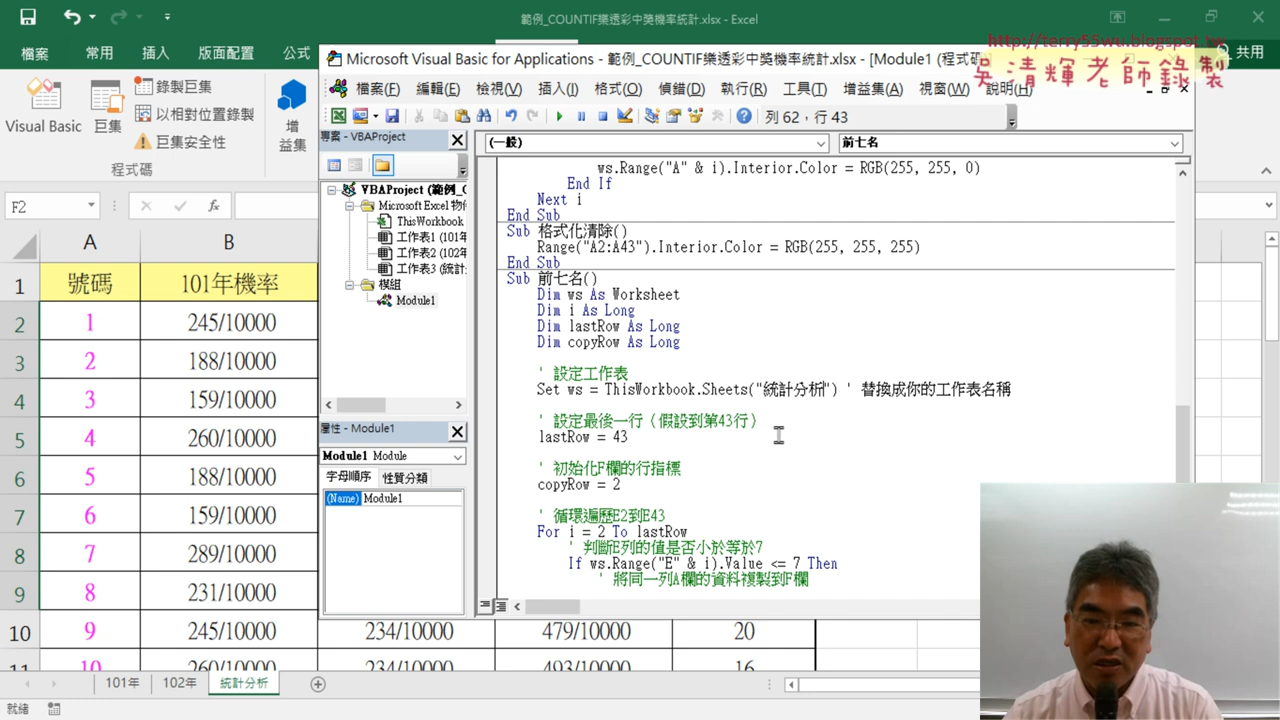 範例_COUNTIF樂透彩中獎機率統計.xlsx - Excel
http://terry55wu.blogspot.tw
吳清輝老師錄製
檔案 常用 插入 版面配置 公式 共用
Visual Basic 巨集 錄製巨集 以相對位置錄製 巨集安全性 增益集
程式碼
F2
A B
1 號碼 101年機率
2 1 245/10000
3 2 188/10000
4 3 159/10000
5 4 260/10000
6 5 188/10000
7 6 159/10000
8 7 289/10000
9 8 231/10000
10 9 245/10000 234/10000 479/10000 20
11 10 260/10000 234/10000 493/10000 16
101年 102年 統計分析
就緒
Microsoft Visual Basic for Applications - 範例_COUNTIF樂透彩中獎機率統計.xlsx - [Module1 (程式碼
檔案(F) 編輯(E) 檢視(V) 插入(I) 格式(O) 偵錯(D) 執行(R) 工具(T) 增益集(A) 視窗(W) 說明(H)
列 62，行 43
專案 - VBAProject
VBAProject (範例_C
Microsoft Excel 物件
ThisWorkbook
工作表1 (101年
工作表2 (102年
工作表3 (統計
模組
Module1
屬性 - Module1
Module1 Module
字母順序 性質分類
(Name) Module1
(一般) 前七名
ws.Range("A" & i).Interior.Color = RGB(255, 255, 0)
End If
Next i
End Sub
Sub 格式化清除()
Range("A2:A43").Interior.Color = RGB(255, 255, 255)
End Sub
Sub 前七名()
Dim ws As Worksheet
Dim i As Long
Dim lastRow As Long
Dim copyRow As Long
' 設定工作表
Set ws = ThisWorkbook.Sheets("統計分析") ' 替換成你的工作表名稱
' 設定最後一行（假設到第43行）
lastRow = 43
' 初始化F欄的行指標
copyRow = 2
' 循環遍歷E2到E43
For i = 2 To lastRow
' 判斷E列的值是否小於等於7
If ws.Range("E" & i).Value <= 7 Then
' 將同一列A欄的資料複製到F欄